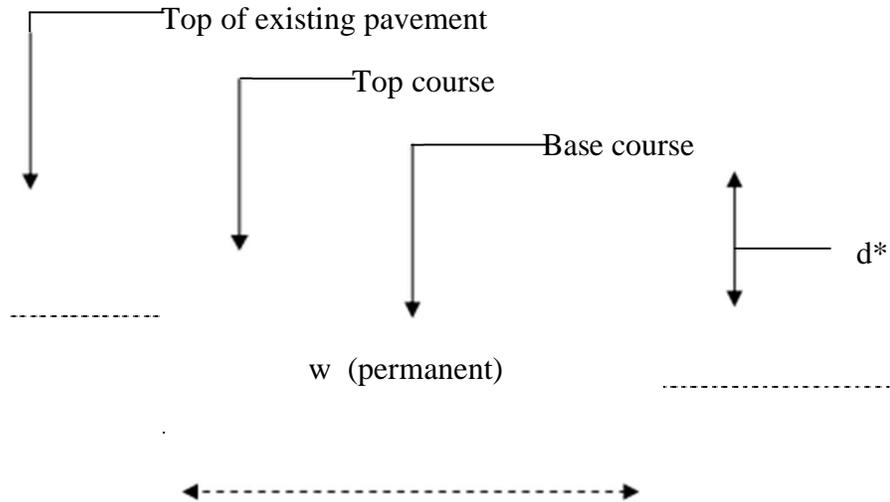 Top of existing pavement
Top course
Base course
d*
w (permanent)